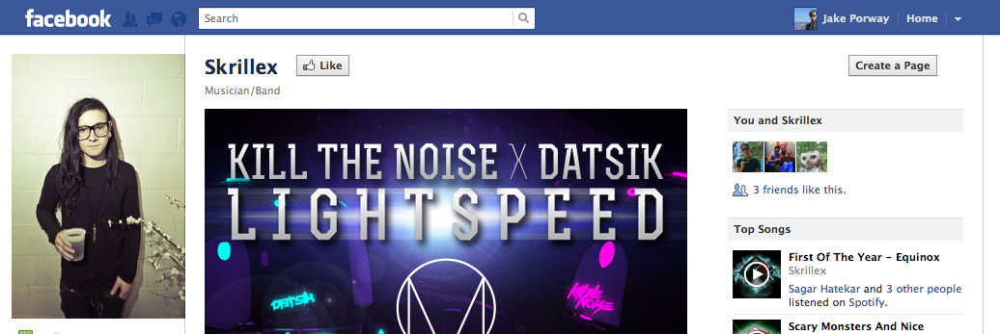 facebook
Search
Jake Porway
Home
Skrillex
Like
Create a Page
Musician/Band
KILL THE NOISE X DATSIK
LIGHTSPEED
DATSIK
KILL THE NOISE
You and Skrillex
3 friends like this.
Top Songs
First Of The Year - Equinox
Skrillex
Sagar Hatekar and 3 other people
listened on Spotify.
Scary Monsters And Nice